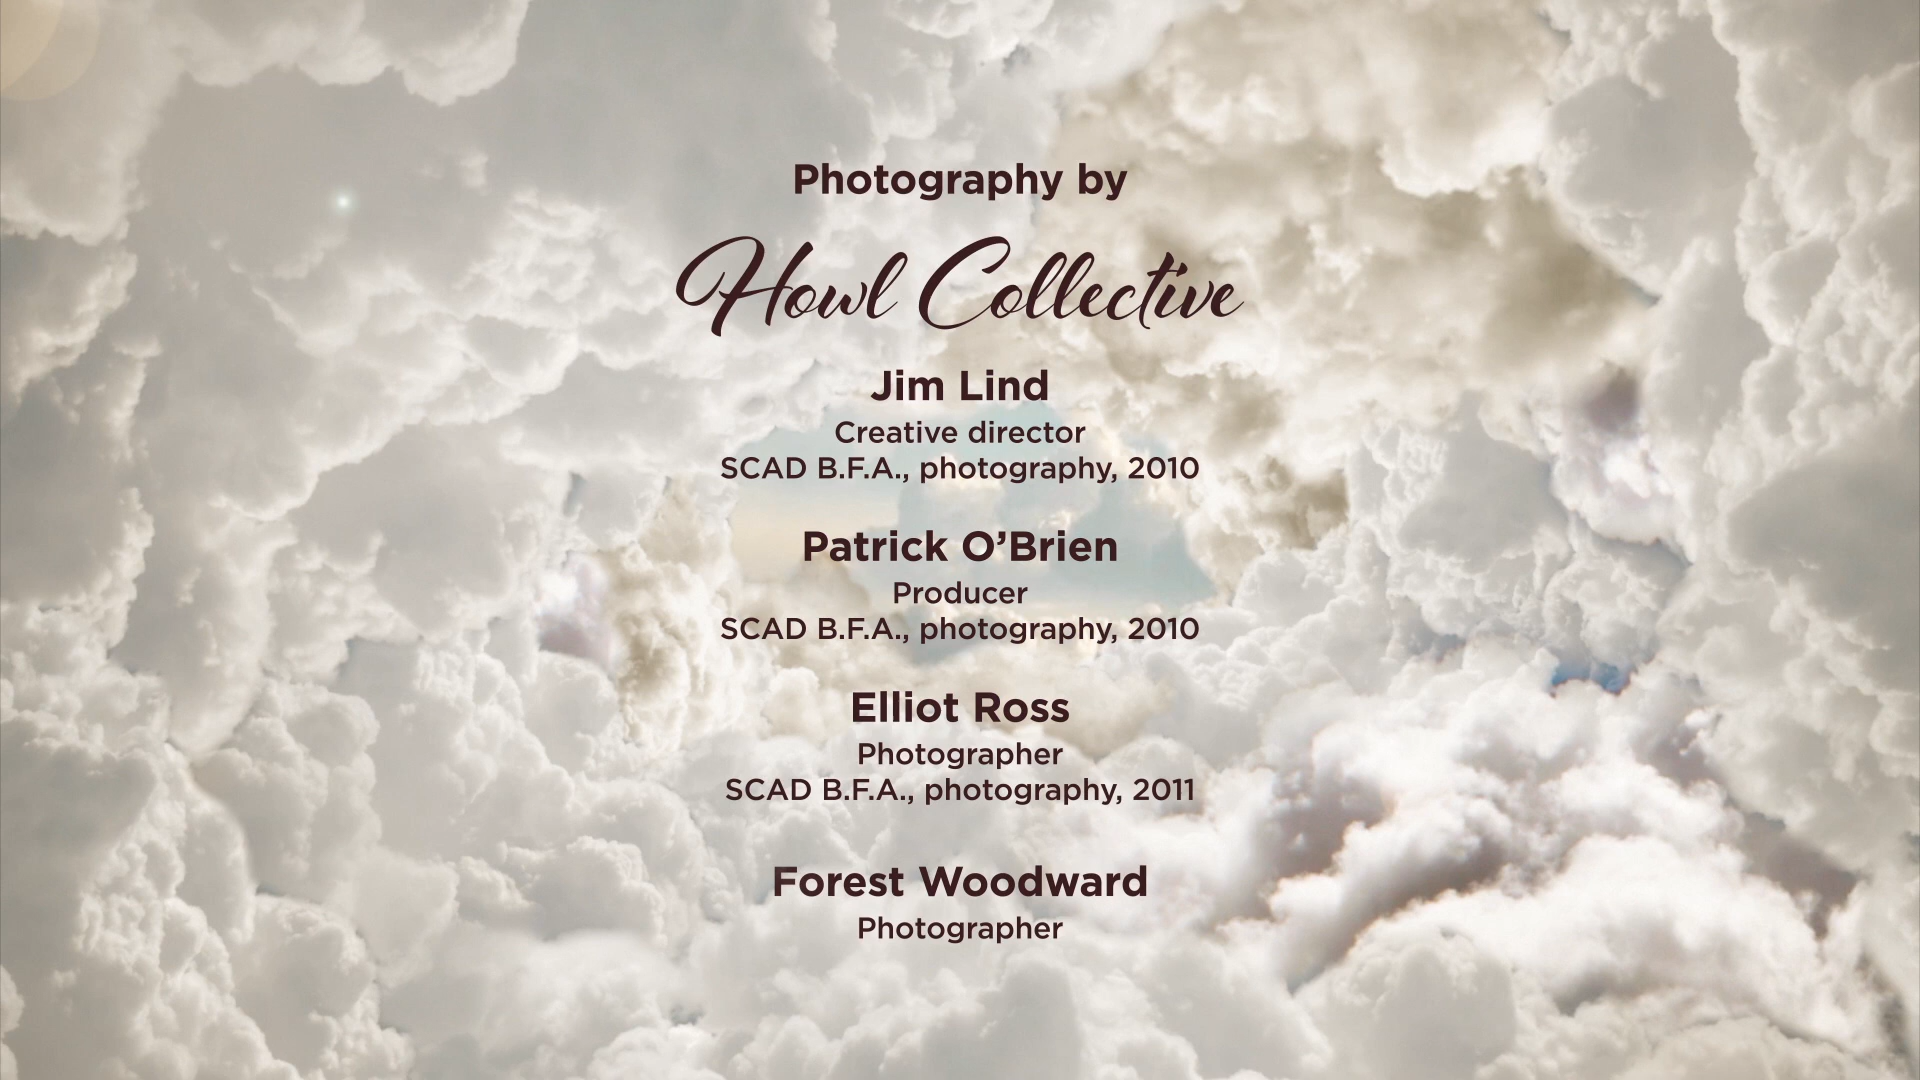 Photography by
Howl Collective
Jim Lind
Creative director
SCAD B.F.A., photography, 2010
Patrick O’Brien
Producer
SCAD B.F.A., photography, 2010
Elliot Ross
Photographer
SCAD B.F.A., photography, 2011
Forest Woodward
Photographer